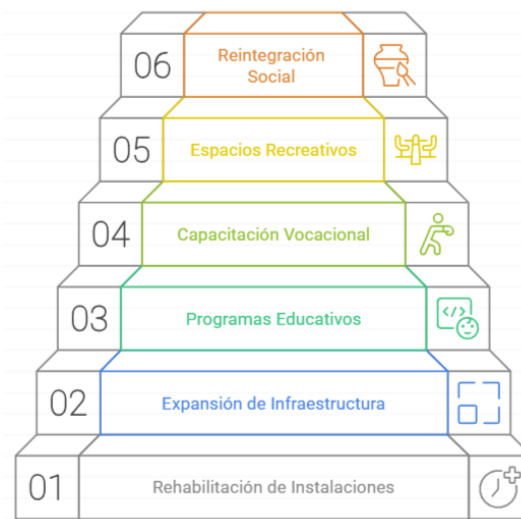 06
Reintegración
Social
05
Espacios Recreativos
04
Capacitación Vocacional
03
Programas Educativos
</>
02
Expansión de Infraestructura
01
Rehabilitación de Instalaciones